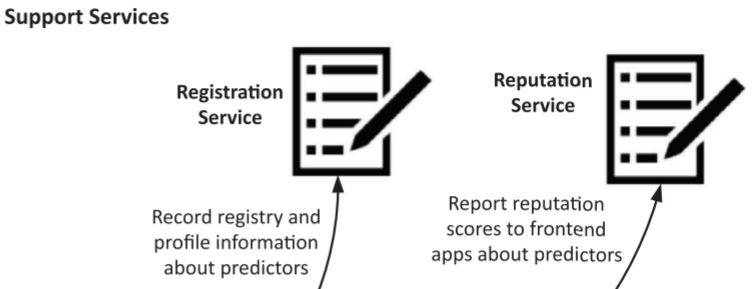 Support Services
Registration
Service
Reputation
Service
Record registry and
profile information
about predictors
Report reputation
scores to frontend
apps about predictors